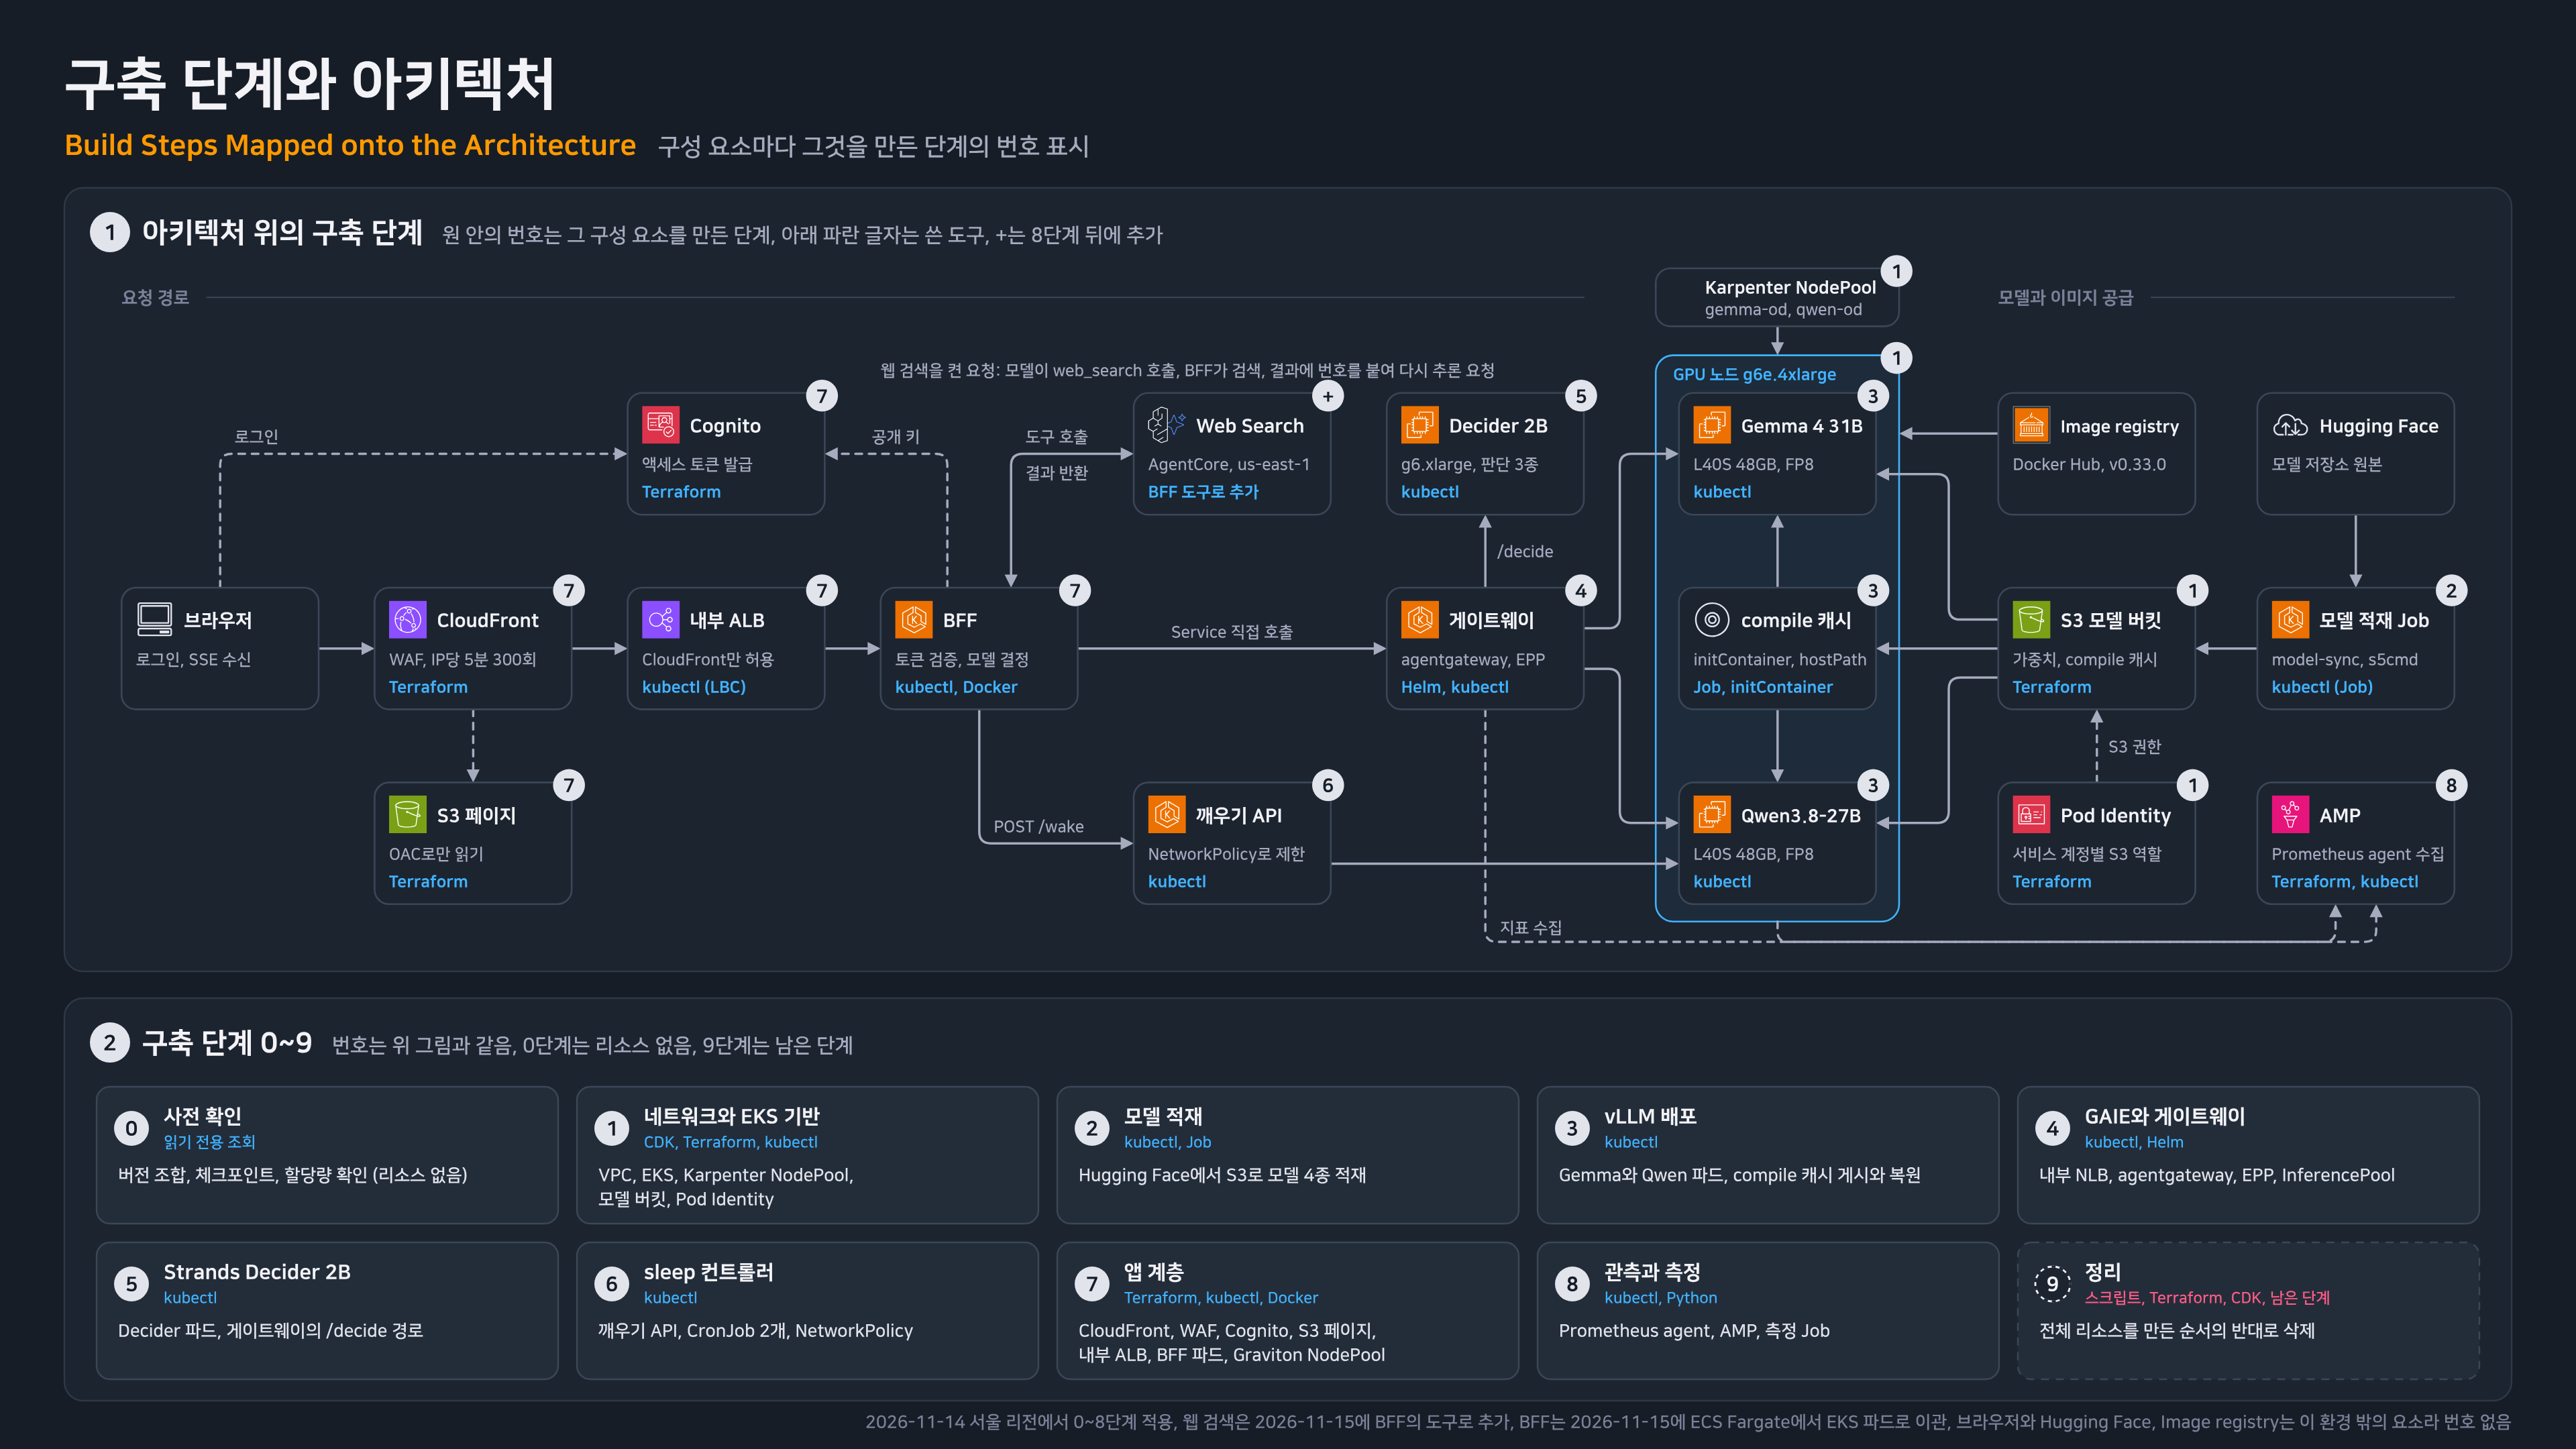 구축 단계와 아키텍처
Build Steps Mapped onto the Architecture 구성 요소마다 그것을 만든 단계의 번호 표시
1 아키텍처 위의 구축 단계 원 안의 번호는 그 구성 요소를 만든 단계, 아래 파란 글자는 쓴 도구, +는 8단계 뒤에 추가
요청 경로
Karpenter NodePool
gemma-od, qwen-od
1
모델과 이미지 공급
웹 검색을 켠 요청: 모델이 web_search 호출, BFF가 검색, 결과에 번호를 붙여 다시 추론 요청
GPU 노드 g6e.4xlarge
1
로그인
Cognito
액세스 토큰 발급
Terraform
7
공개 키
도구 호출
결과 반환
Web Search
AgentCore, us-east-1
BFF 도구로 추가
+
Decider 2B
g6.xlarge, 판단 3종
kubectl
5
Gemma 4 31B
L40S 48GB, FP8
kubectl
3
Image registry
Docker Hub, v0.33.0
Hugging Face
모델 저장소 원본
/decide
브라우저
로그인, SSE 수신
CloudFront
WAF, IP당 5분 300회
Terraform
7
내부 ALB
CloudFront만 허용
kubectl (LBC)
7
BFF
토큰 검증, 모델 결정
kubectl, Docker
7
Service 직접 호출
게이트웨이
agentgateway, EPP
Helm, kubectl
4
compile 캐시
initContainer, hostPath
Job, initContainer
3
S3 모델 버킷
가중치, compile 캐시
Terraform
1
모델 적재 Job
model-sync, s5cmd
kubectl (Job)
2
S3 권한
S3 페이지
OAC로만 읽기
Terraform
7
POST /wake
깨우기 API
NetworkPolicy로 제한
kubectl
6
Qwen3.8-27B
L40S 48GB, FP8
kubectl
3
Pod Identity
서비스 계정별 S3 역할
Terraform
1
AMP
Prometheus agent 수집
Terraform, kubectl
8
지표 수집
2 구축 단계 0~9 번호는 위 그림과 같음, 0단계는 리소스 없음, 9단계는 남은 단계
0
사전 확인
읽기 전용 조회
버전 조합, 체크포인트, 할당량 확인 (리소스 없음)
1
네트워크와 EKS 기반
CDK, Terraform, kubectl
VPC, EKS, Karpenter NodePool,
모델 버킷, Pod Identity
2
모델 적재
kubectl, Job
Hugging Face에서 S3로 모델 4종 적재
3
vLLM 배포
kubectl
Gemma와 Qwen 파드, compile 캐시 게시와 복원
4
GAIE와 게이트웨이
kubectl, Helm
내부 NLB, agentgateway, EPP, InferencePool
5
Strands Decider 2B
kubectl
Decider 파드, 게이트웨이의 /decide 경로
6
sleep 컨트롤러
kubectl
깨우기 API, CronJob 2개, NetworkPolicy
7
앱 계층
Terraform, kubectl, Docker
CloudFront, WAF, Cognito, S3 페이지,
내부 ALB, BFF 파드, Graviton NodePool
8
관측과 측정
kubectl, Python
Prometheus agent, AMP, 측정 Job
9
정리
스크립트, Terraform, CDK, 남은 단계
전체 리소스를 만든 순서의 반대로 삭제
2026-11-14 서울 리전에서 0~8단계 적용, 웹 검색은 2026-11-15에 BFF의 도구로 추가, BFF는 2026-11-15에 ECS Fargate에서 EKS 파드로 이관, 브라우저와 Hugging Face, Image registry는 이 환경 밖의 요소라 번호 없음